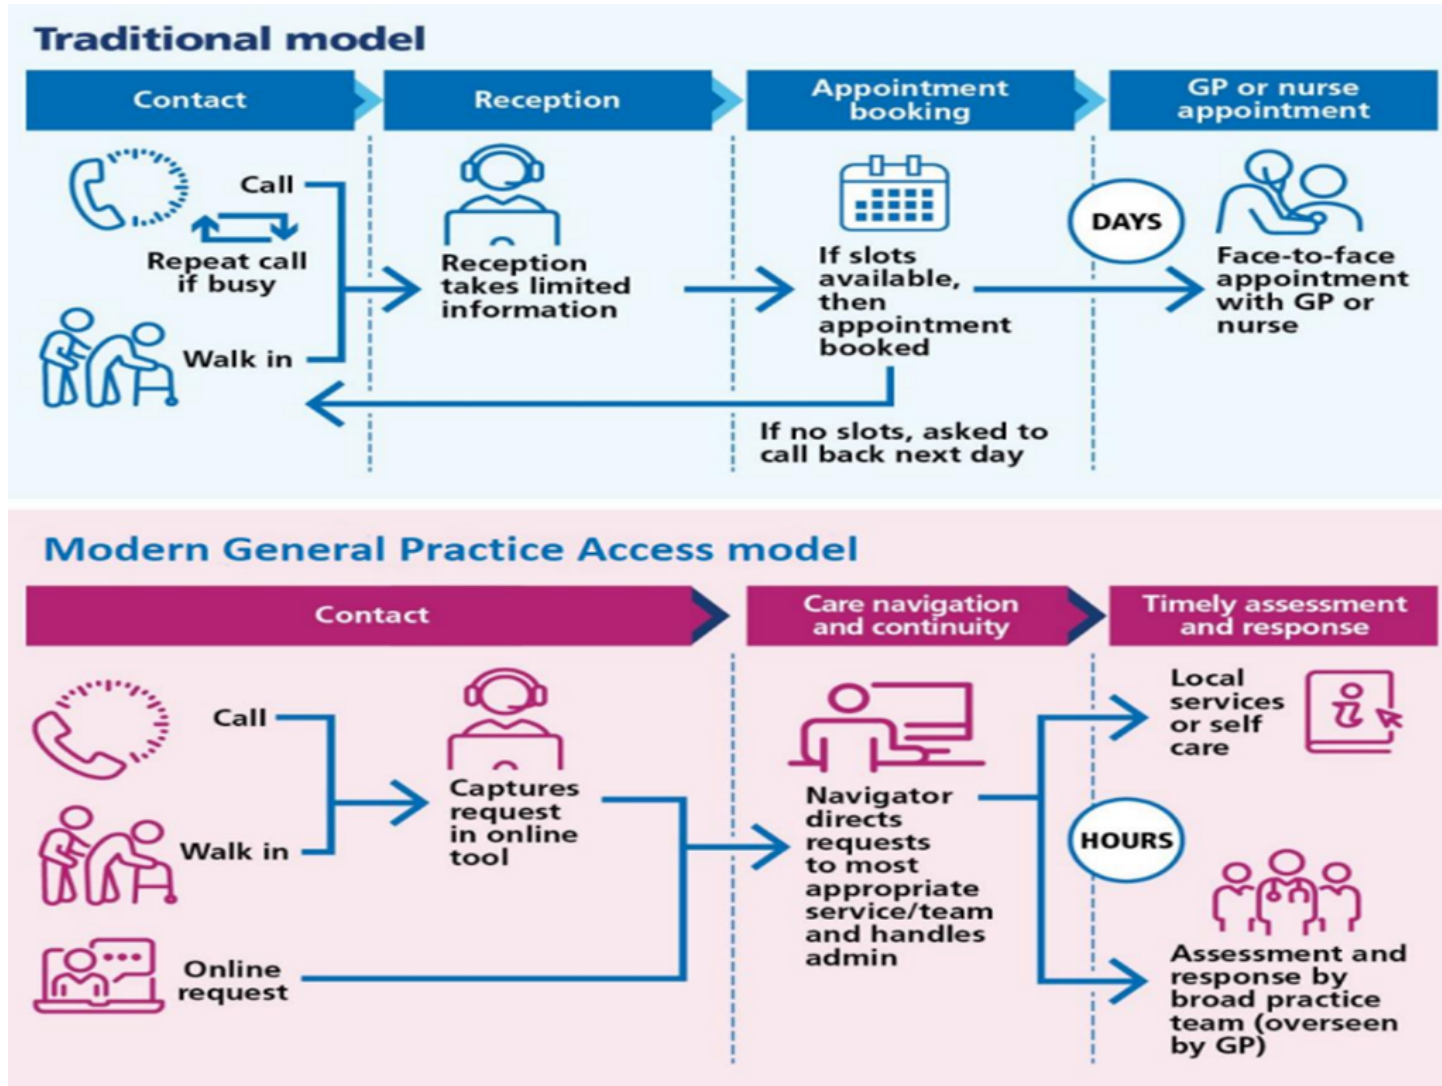 Traditional model
Contact
Reception
Appointment
booking
GP or nurse
appointment
Call
Repeat call
if busy
Walk in
Reception
takes limited
information
If slots
available,
then
appointment
booked
If no slots, asked to
call back next day
DAYS
Face-to-face
appointment
with GP or
nurse
Modern General Practice Access model
Contact
Care navigation
and continuity
Timely assessment
and response
Call
Walk in
Online
request
Captures
request
in online
tool
Navigator
directs
requests
to most
appropriate
service/team
and handles
admin
HOURS
Local
services
or self
care
Assessment and
response by
broad practice
team (overseen
by GP)